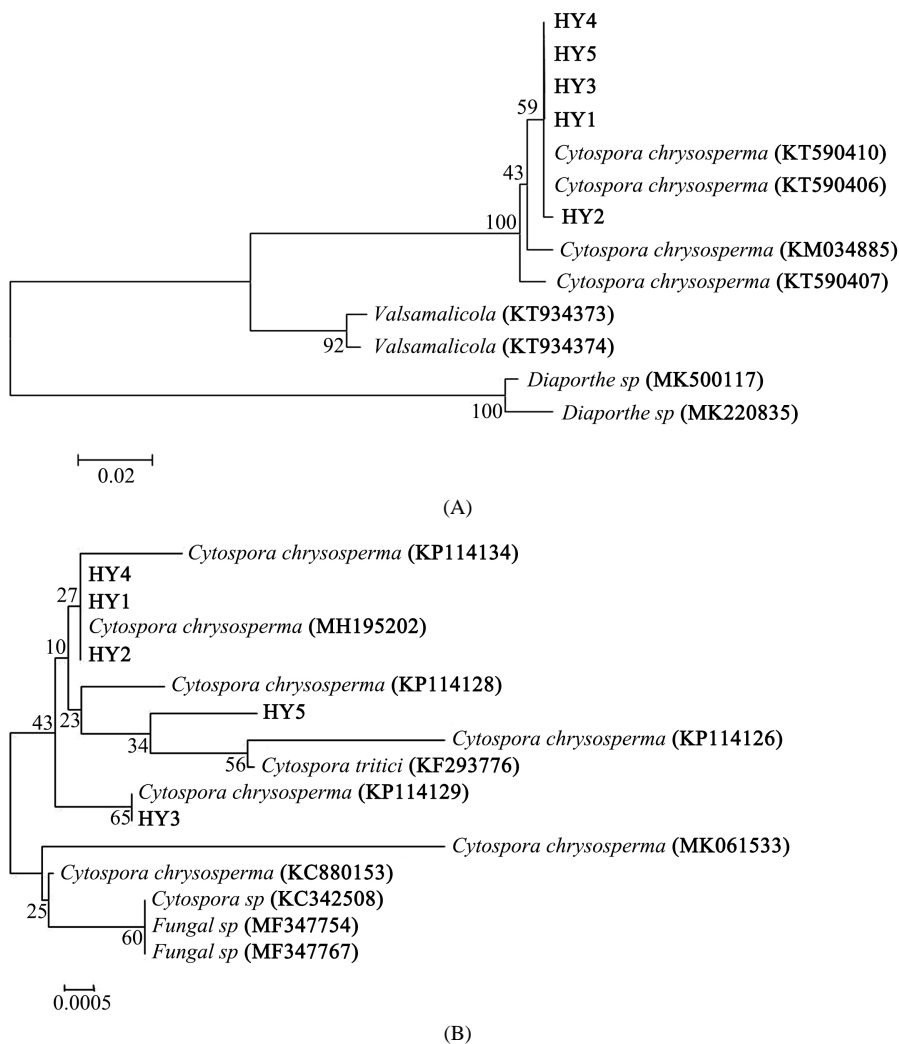 HY4
HY5
HY3
59
HY1
Cytospora chrysosperma (KT590410)
43
Cytospora chrysosperma (KT590406)
100
HY2
Cytospora chrysosperma (KM034885)
Cytospora chrysosperma (KT590407)
Valsamalicola (KT934373)
92
Valsamalicola (KT934374)
Diaporthe sp (MK500117)
100
Diaporthe sp (MK220835)
0.02
(A)
Cytospora chrysosperma (KP114134)
HY4
27
HY1
Cytospora chrysosperma (MH195202)
10
HY2
Cytospora chrysosperma (KP114128)
43
23
HY5
34
Cytospora chrysosperma (KP114126)
56
Cytospora tritici (KF293776)
Cytospora chrysosperma (KP114129)
65
HY3
Cytospora chrysosperma (MK061533)
Cytospora chrysosperma (KC880153)
25
Cytospora sp (KC342508)
Fungal sp (MF347754)
60
Fungal sp (MF347767)
0.0005
(B)